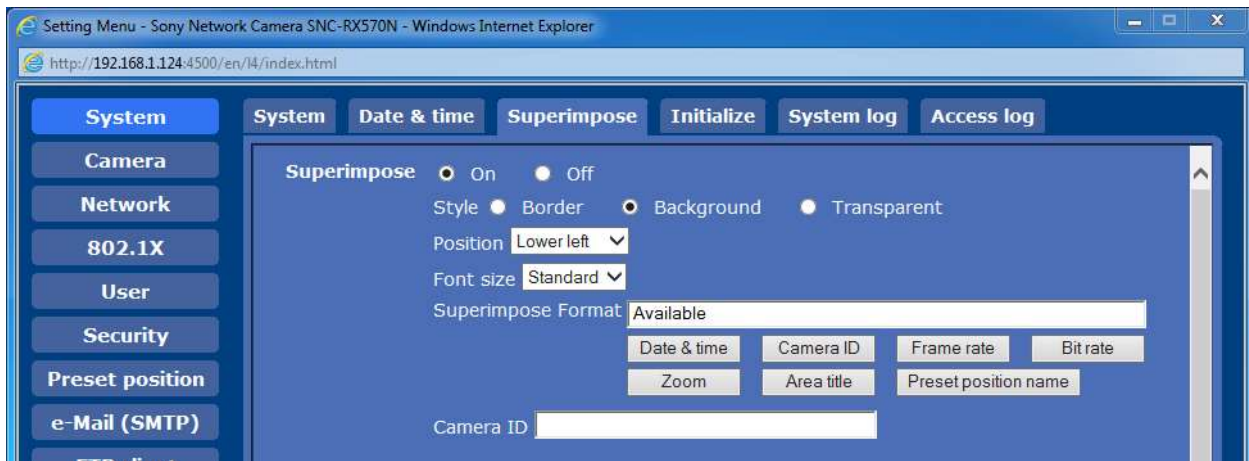 Setting Menu - Sony Network Camera SNC-RX570N - Windows Internet Explorer
http://192.168.1.124:4500/en/l4/index.html
System
Camera
Network
802.1X
User
Security
Preset position
e-Mail (SMTP)
System Date & time Superimpose Initialize System log Access log
Superimpose On Off
Style Border Background Transparent
Position Lower left
Font size Standard
Superimpose Format Available
Date & time Camera ID Frame rate Bit rate
Zoom Area title Preset position name
Camera ID